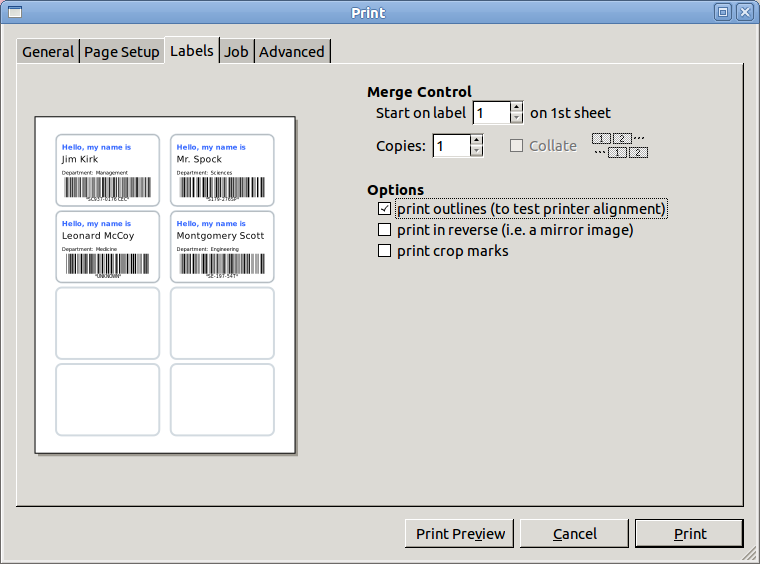 Print
General Page Setup Labels Job Advanced
Merge Control
Start on label 1 on 1st sheet
Copies: 1 Collate 1 2 ...
... 1 2
Options
print outlines (to test printer alignment)
print in reverse (i.e. a mirror image)
print crop marks
Hello, my name is
Jim Kirk
Department: Management
*SC937-0176 CEC*
Hello, my name is
Mr. Spock
Department: Sciences
*S179-276SP*
Hello, my name is
Leonard McCoy
Department: Medicine
*UNKNOWN*
Hello, my name is
Montgomery Scott
Department: Engineering
*SE-197-54T*
Print Preview Cancel Print